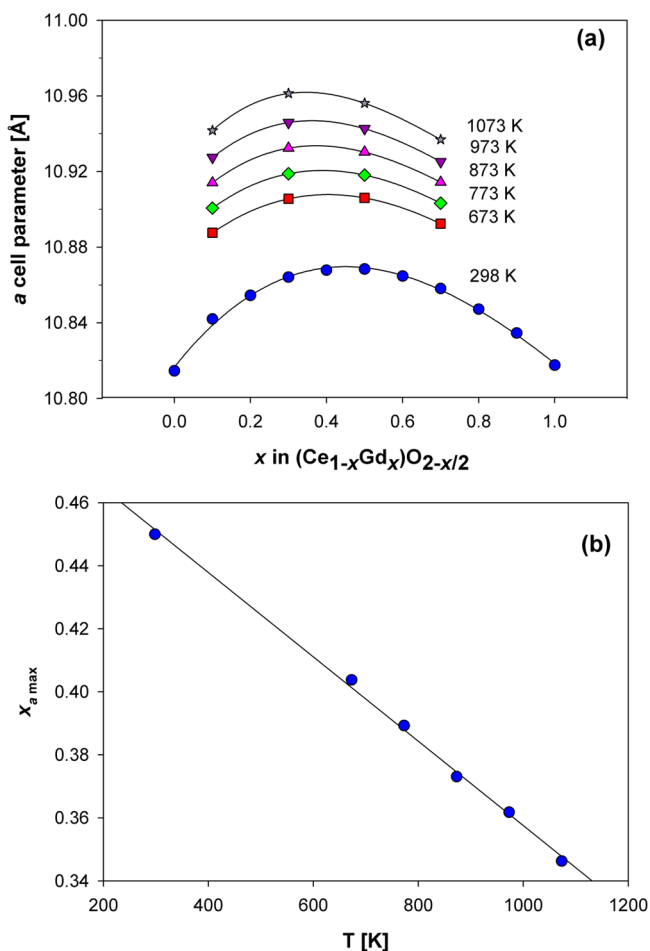 (a)
a cell parameter [Å]
11.00
10.96
10.92
10.88
10.84
10.80
1073 K
973 K
873 K
773 K
673 K
298 K
0.0 0.2 0.4 0.6 0.8 1.0
x in (Ce1-xGdx)O2-x/2
(b)
xa max
0.46
0.44
0.42
0.40
0.38
0.36
0.34
200 400 600 800 1000 1200
T [K]